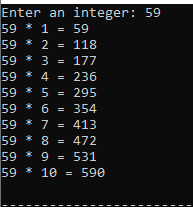 Enter an integer: 59
59 * 1 = 59
59 * 2 = 118
59 * 3 = 177
59 * 4 = 236
59 * 5 = 295
59 * 6 = 354
59 * 7 = 413
59 * 8 = 472
59 * 9 = 531
59 * 10 = 590
--------------------------